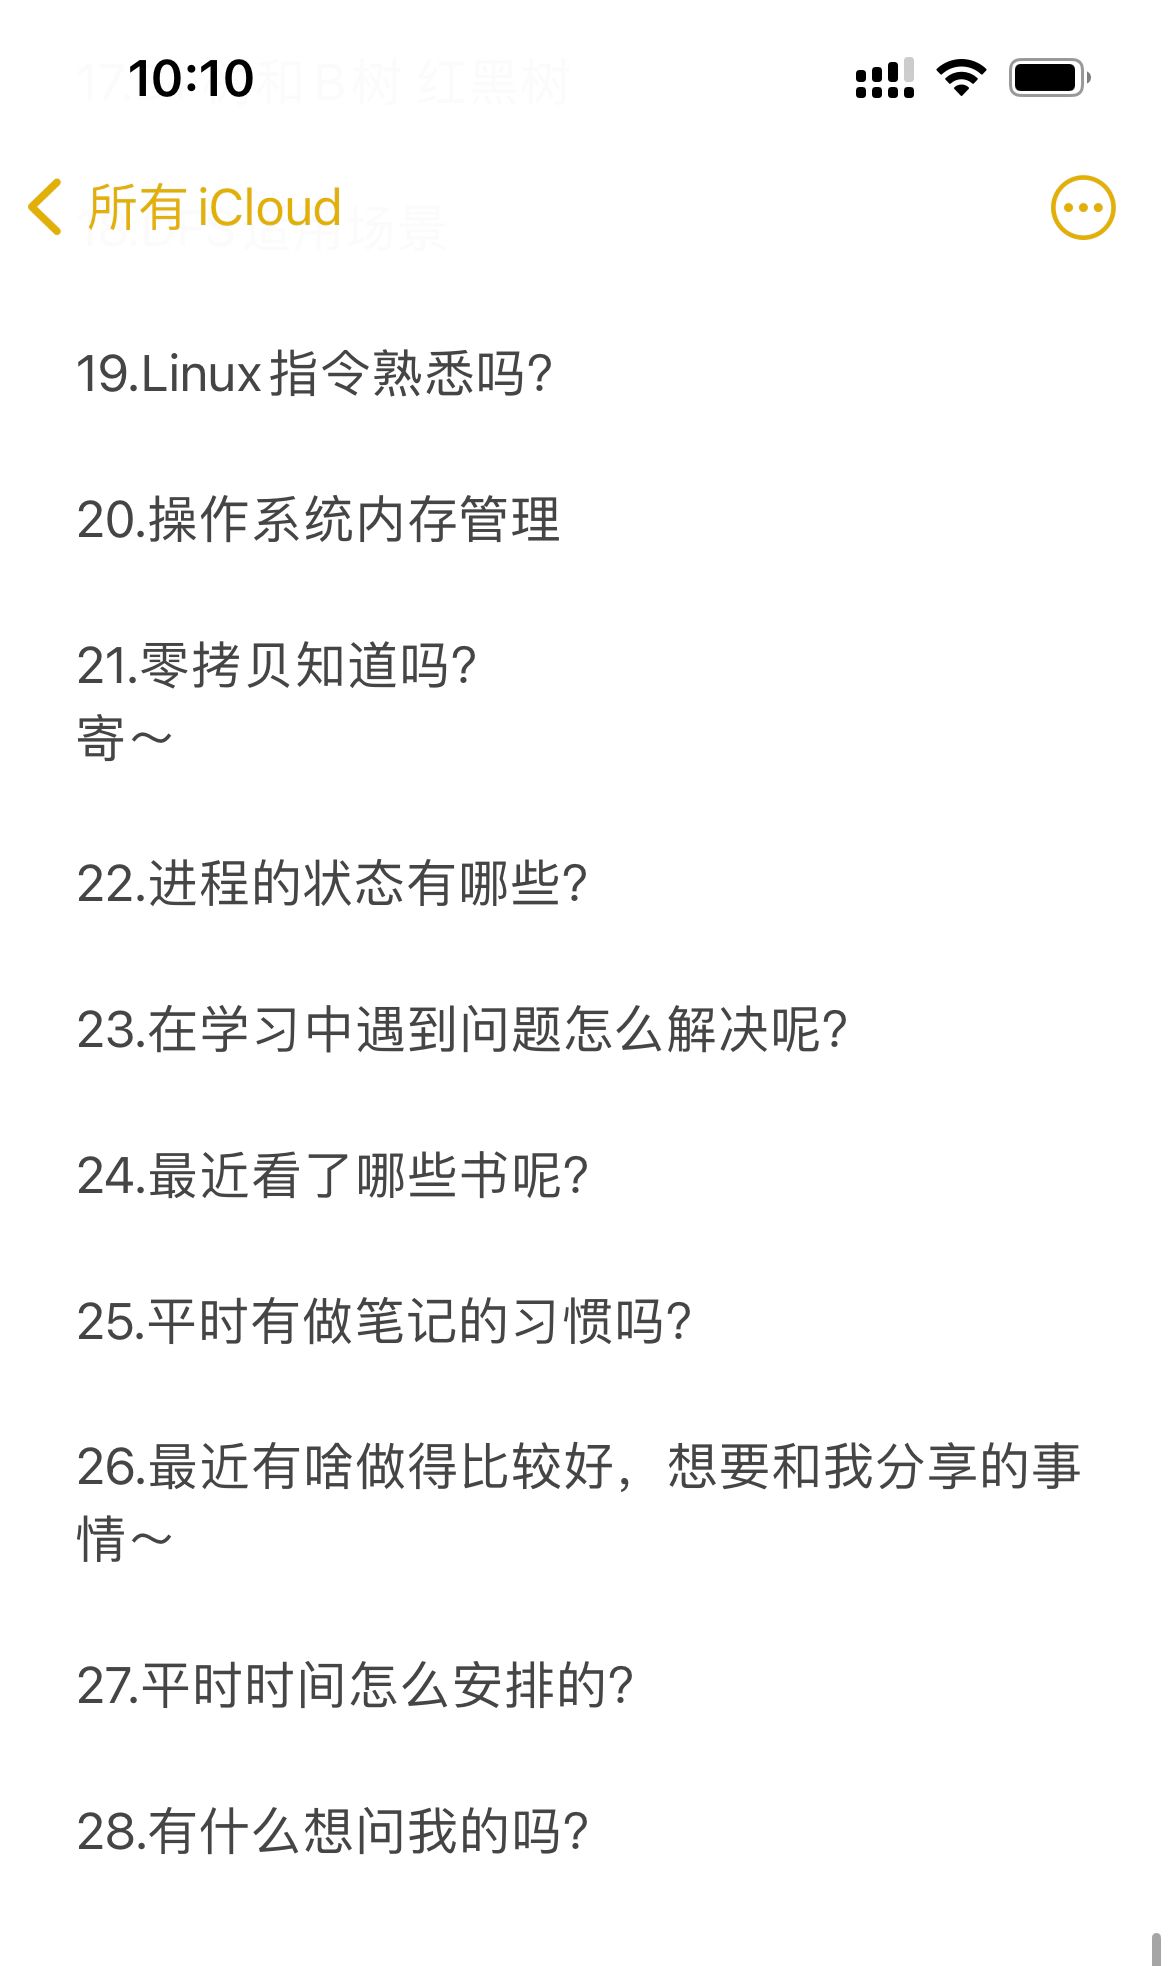 10:10
所有 iCloud
19.Linux指令熟悉吗?
20.操作系统内存管理
21.零拷贝知道吗?
寄~
22.进程的状态有哪些?
23.在学习中遇到问题怎么解决呢?
24.最近看了哪些书呢?
25.平时有做笔记的习惯吗?
26.最近有啥做得比较好，想要和我分享的事
情~
27.平时时间怎么安排的?
28.有什么想问我的吗?